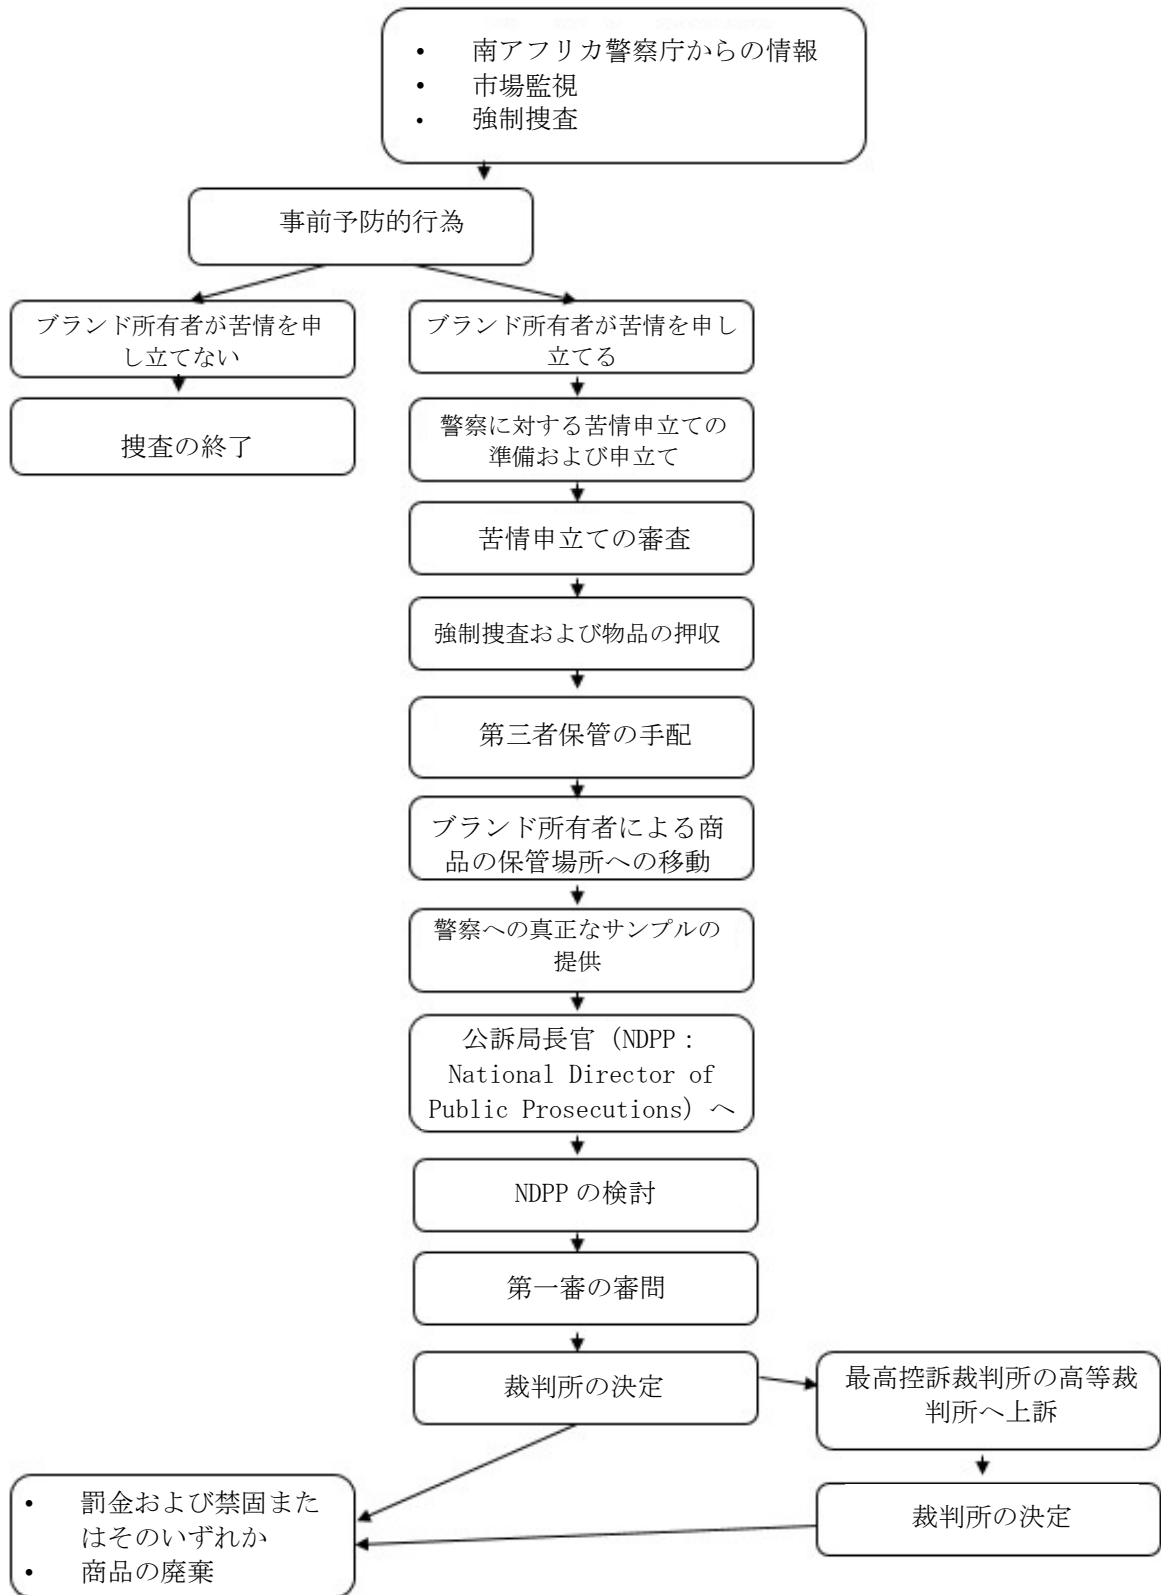 • 南アフリカ警察庁からの情報
• 市場監視
• 強制捜査
事前予防的行為
ブランド所有者が苦情を申
し立てない
ブランド所有者が苦情を申し
立てる
捜査の終了
警察に対する苦情申立ての
準備および申立て
苦情申立ての審査
強制捜査および物品の押収
第三者保管の手配
ブランド所有者による商
品の保管場所への移動
警察への真正なサンプルの
提供
公訴局長官（NDPP：
National Director of
Public Prosecutions）へ
NDPP の検討
第一審の審問
裁判所の決定
最高控訴裁判所の高等裁
判所へ上訴
裁判所の決定
• 罰金および禁固また
はそのいずれか
• 商品の廃棄